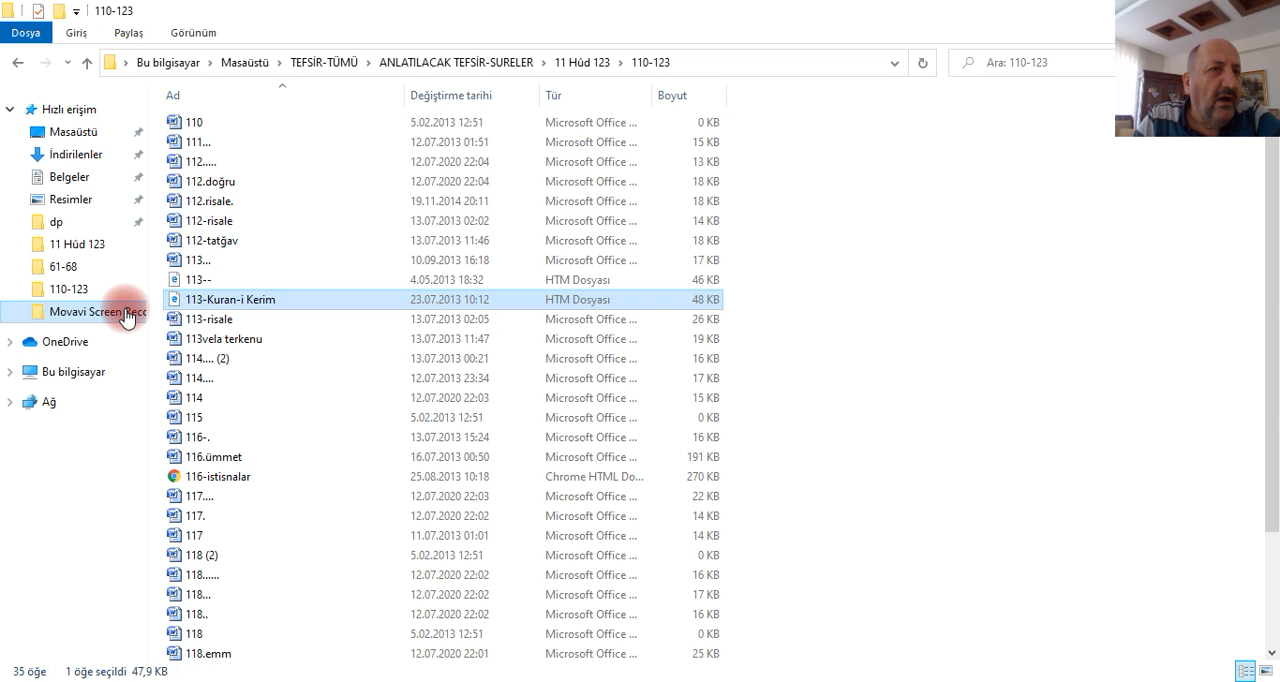 110-123
Dosya Giriş Paylaş Görünüm
Bu bilgisayar › Masaüstü › TEFSİR-TÜMÜ › ANLATILACAK TEFSİR-SURELER › 11 Hûd 123 › 110-123
Ara: 110-123
Ad Değiştirme tarihi Tür Boyut
Hızlı erişim
Masaüstü
İndirilenler
Belgeler
Resimler
dp
11 Hûd 123
61-68
110-123
Movavi Screen
OneDrive
Bu bilgisayar
Ağ
110 5.02.2013 12:51 Microsoft Office ... 0 KB
111... 12.07.2013 01:51 Microsoft Office ... 15 KB
112..... 12.07.2020 22:04 Microsoft Office ... 13 KB
112.doğru 12.07.2020 22:04 Microsoft Office ... 18 KB
112.risale. 19.11.2014 20:11 Microsoft Office ... 18 KB
112-risale 13.07.2013 02:02 Microsoft Office ... 14 KB
112-tatğav 13.07.2013 11:46 Microsoft Office ... 18 KB
113... 10.09.2013 16:18 Microsoft Office ... 17 KB
113-- 4.05.2013 18:32 HTM Dosyası 46 KB
113-Kuran-i Kerim 23.07.2013 10:12 HTM Dosyası 48 KB
113-risale 13.07.2013 02:05 Microsoft Office ... 26 KB
113vela terkenu 13.07.2013 11:47 Microsoft Office ... 19 KB
114.... (2) 13.07.2013 00:21 Microsoft Office ... 18 KB
114.... 12.07.2013 23:34 Microsoft Office ... 17 KB
114 12.07.2020 22:03 Microsoft Office ... 15 KB
115 5.02.2013 12:51 Microsoft Office ... 0 KB
116-. 13.07.2013 15:24 Microsoft Office ... 16 KB
116.ümmet 16.07.2013 00:50 Microsoft Office ... 191 KB
116-istisnalar 25.08.2013 10:18 Chrome HTML Do... 270 KB
117.... 12.07.2020 22:03 Microsoft Office ... 22 KB
117. 12.07.2020 22:02 Microsoft Office ... 14 KB
117 11.07.2013 01:01 Microsoft Office ... 14 KB
118 (2) 5.02.2013 12:51 Microsoft Office ... 0 KB
118...... 12.07.2020 22:02 Microsoft Office ... 16 KB
118... 12.07.2020 22:02 Microsoft Office ... 17 KB
118.. 12.07.2020 22:02 Microsoft Office ... 16 KB
118 5.02.2013 12:51 Microsoft Office ... 0 KB
118.emm 12.07.2020 22:01 Microsoft Office ... 25 KB
35 öğe 1 öğe seçildi 47,9 KB